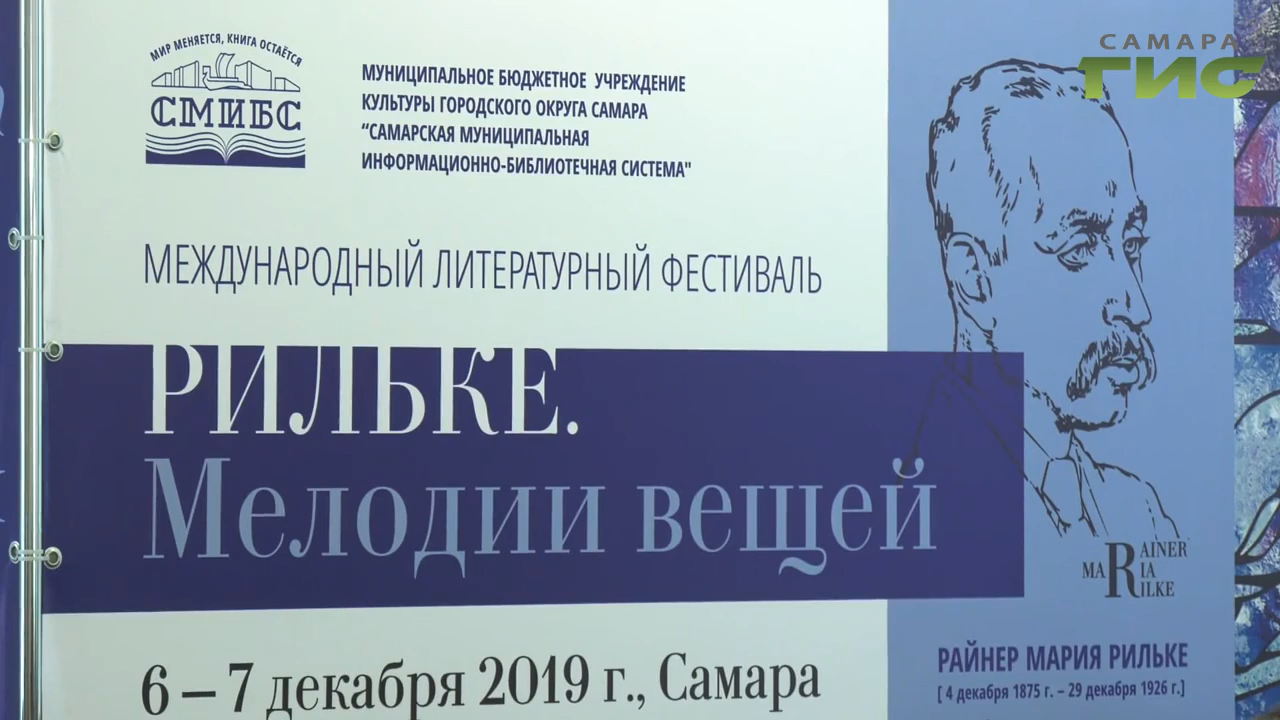 МИР МЕНЯЕТСЯ, КНИГА ОСТАЁТСЯ
СМИБС
МУНИЦИПАЛЬНОЕ БЮДЖЕТНОЕ УЧРЕЖДЕНИЕ
КУЛЬТУРЫ ГОРОДСКОГО ОКРУГА САМАРА
“САМАРСКАЯ МУНИЦИПАЛЬНАЯ
ИНФОРМАЦИОННО-БИБЛИОТЕЧНАЯ СИСТЕМА"
САМАРА
ГИС
МЕЖДУНАРОДНЫЙ ЛИТЕРАТУРНЫЙ ФЕСТИВАЛЬ
РИЛЬКЕ.
Мелодии вещей
6 – 7 декабря 2019 г., Самара
RAINER
MARIA
RILKE
РАЙНЕР МАРИЯ РИЛЬКЕ
[ 4 декабря 1875 г. – 29 декабря 1926 г.]